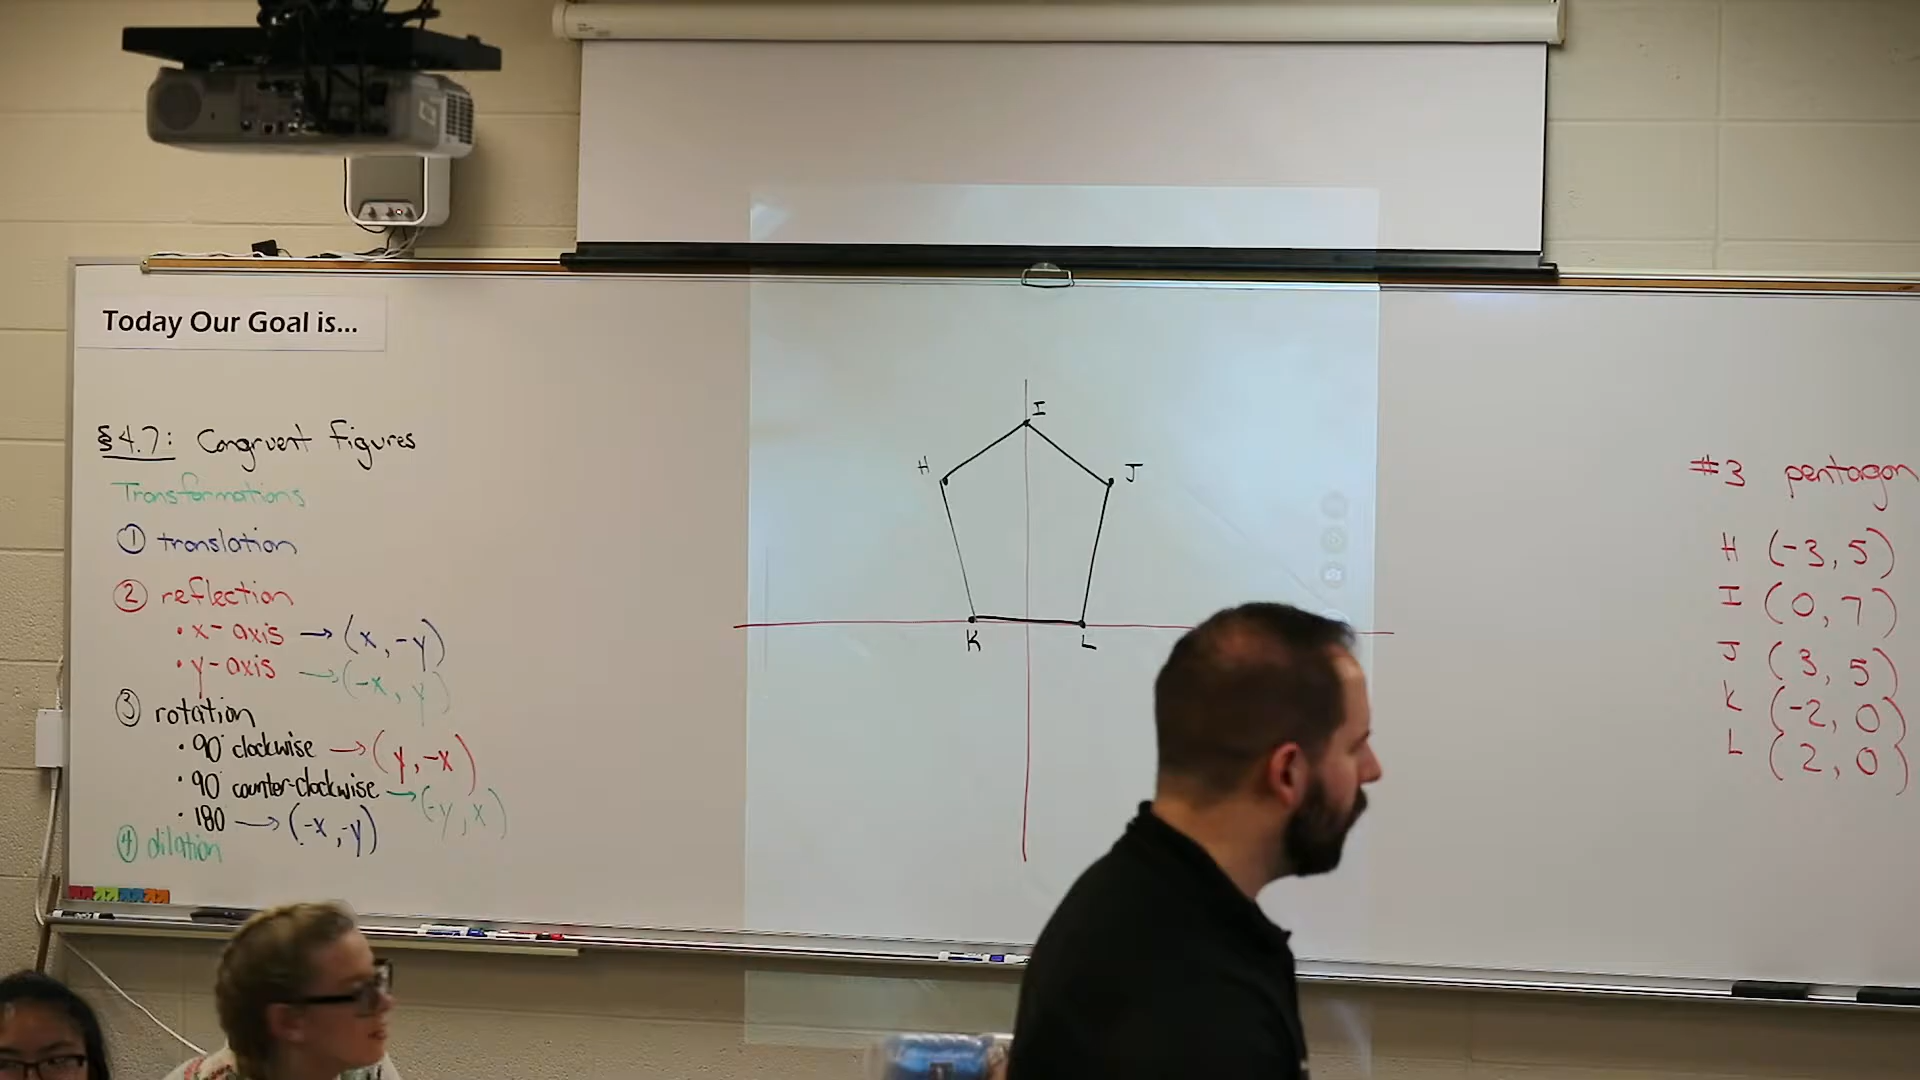 Today Our Goal is...
§4.7: Congruent Figures
Transformations
① translation
② reflection
• x-axis → (x, -y)
• y-axis → (-x, y)
③ rotation
• 90° clockwise → (y, -x)
• 90° counter-clockwise → (-y, x)
• 180 → (-x, -y)
④ dilation
I
H
J
K
L
#3 pentagon
H (-3, 5)
I (0, 7)
J (3, 5)
K (-2, 0)
L (2, 0)